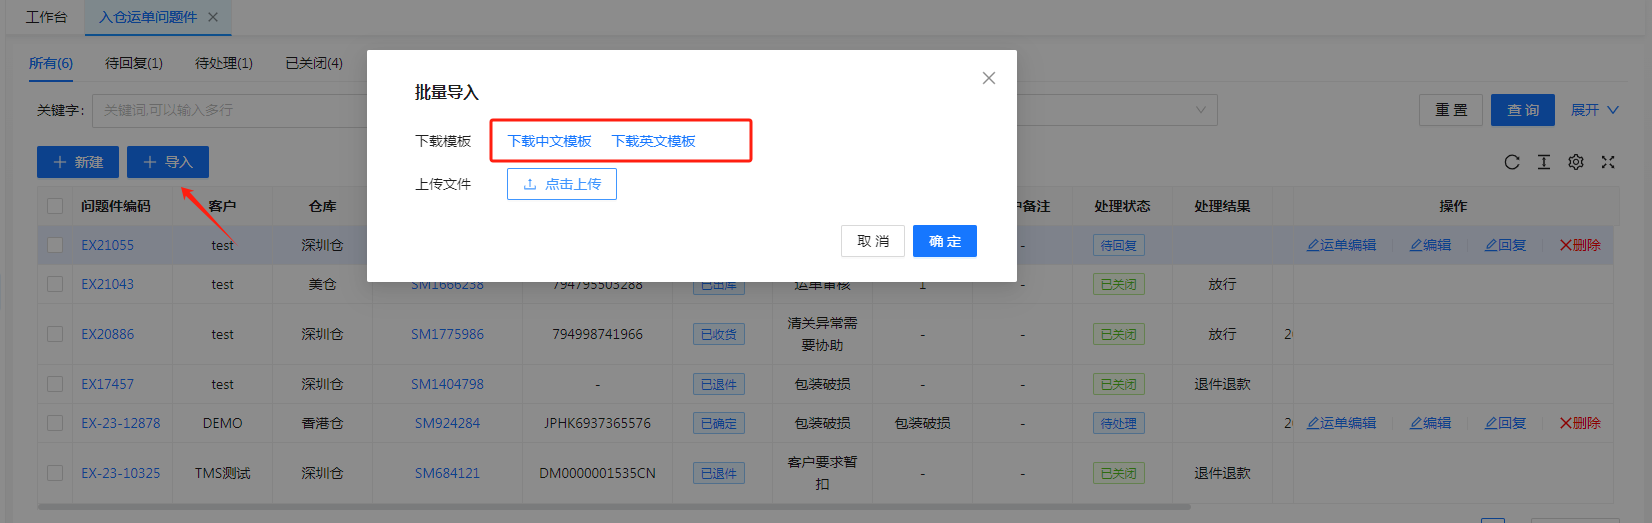 工作台 入仓运单问题件
所有(6) 待回复(1) 待处理(1) 已关闭(4)
批量导入
关键字: 关键词,可以输入多行 重置 查询 展开
下载模板 下载中文模板 下载英文模板
新建 导入
上传文件 点击上传
问题件编码 客户 仓库 备注 处理状态 处理结果 操作
取消 确定
EX21055 test 深圳仓 - 待回复 运单编辑 编辑 回复 删除
EX21043 test 美仓 SM1666238 794795503288 已出库 运单审核 1 - 已关闭 放行
EX20886 test 深圳仓 SM1775986 794998741966 已收货 清关异常需要协助 - - 已关闭 放行
EX17457 test 深圳仓 SM1404798 - 已退件 包装破损 - - 已关闭 退件退款
EX-23-12878 DEMO 香港仓 SM924284 JPHK6937365576 已确定 包装破损 包装破损 - 待处理 运单编辑 编辑 回复 删除
EX-23-10325 TMS测试 深圳仓 SM684121 DM0000001535CN 已退件 客户要求暂扣 - - 已关闭 退件退款